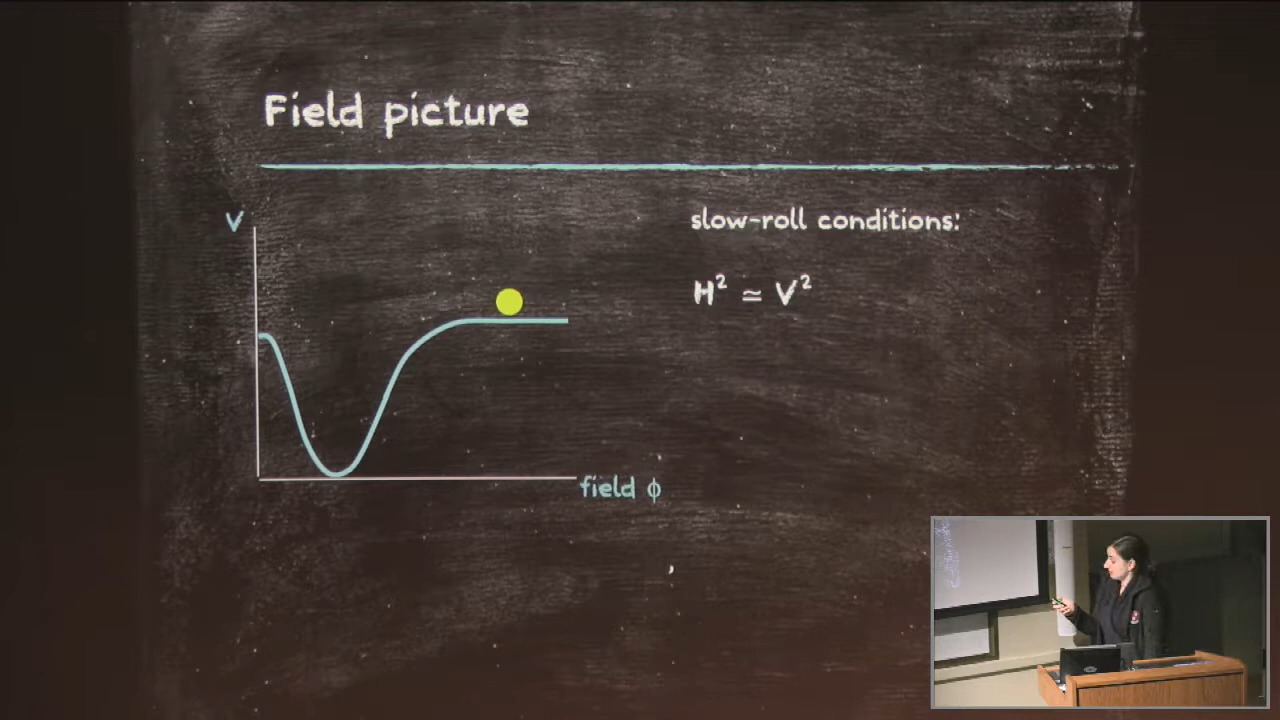 Field picture
V
slow-roll conditions:
H² ≃ V²
field ϕ